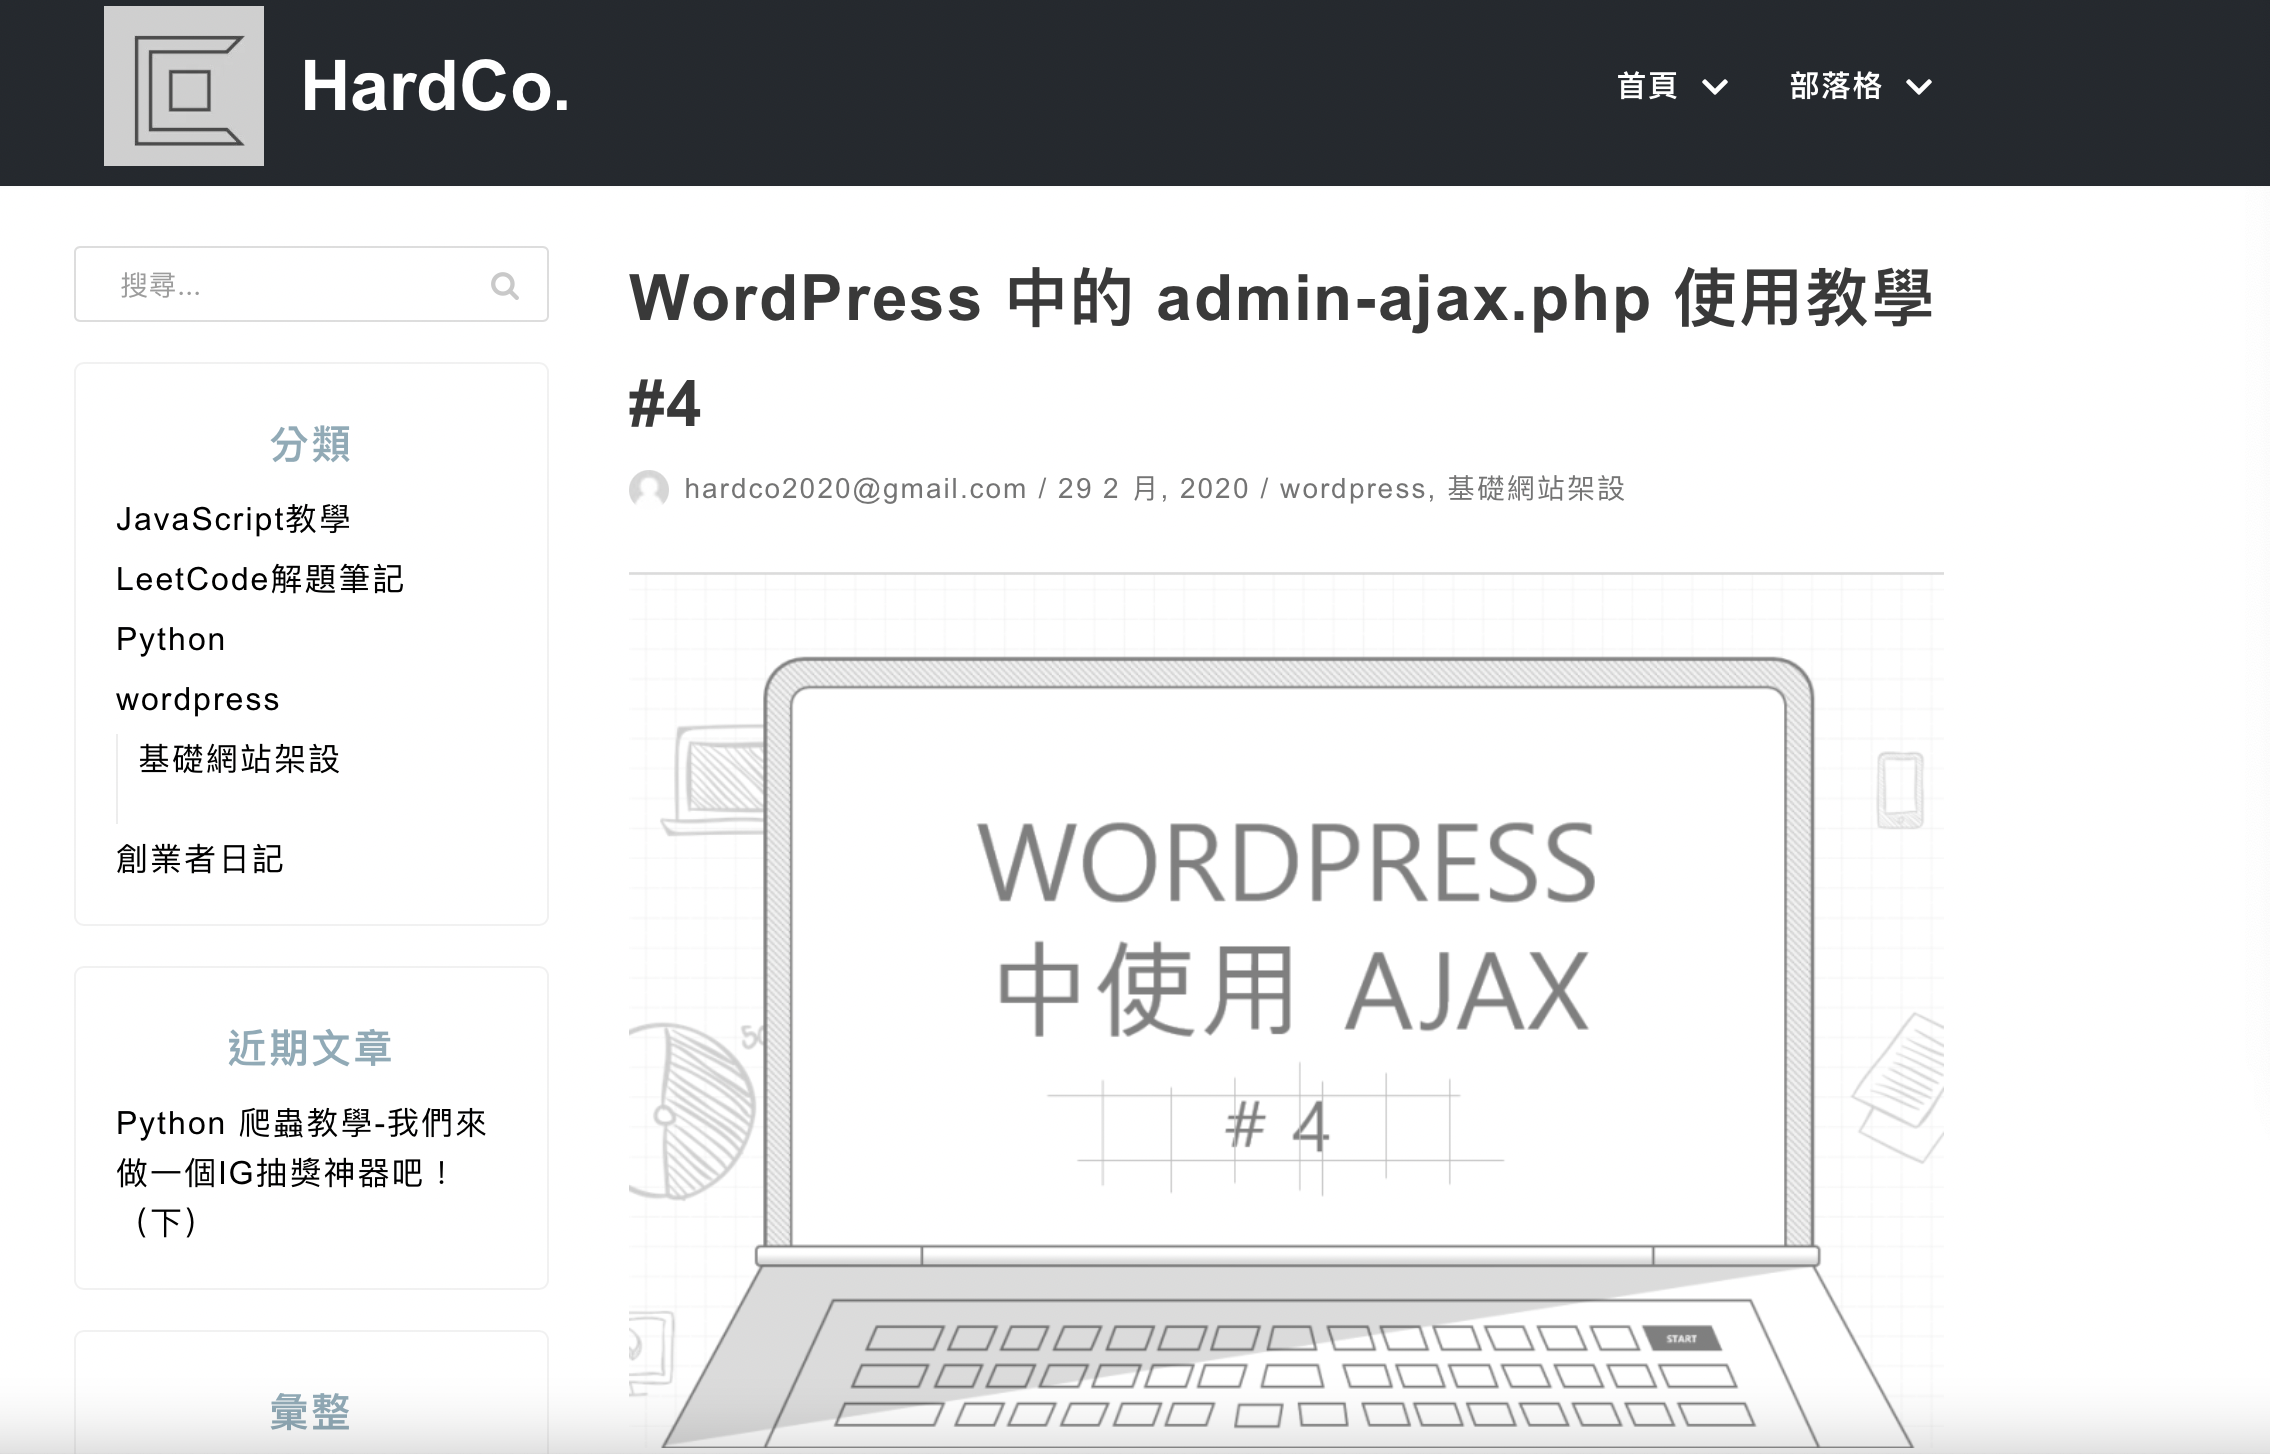 HardCo.
首頁
部落格
搜尋...
分類
JavaScript教學
LeetCode解題筆記
Python
wordpress
基礎網站架設
創業者日記
近期文章
Python 爬蟲教學-我們來
做一個IG抽獎神器吧！
（下）
彙整
WordPress 中的 admin-ajax.php 使用教學
#4
hardco2020@gmail.com / 29 2 月, 2020 / wordpress, 基礎網站架設
WORDPRESS
中使用 AJAX
# 4
START